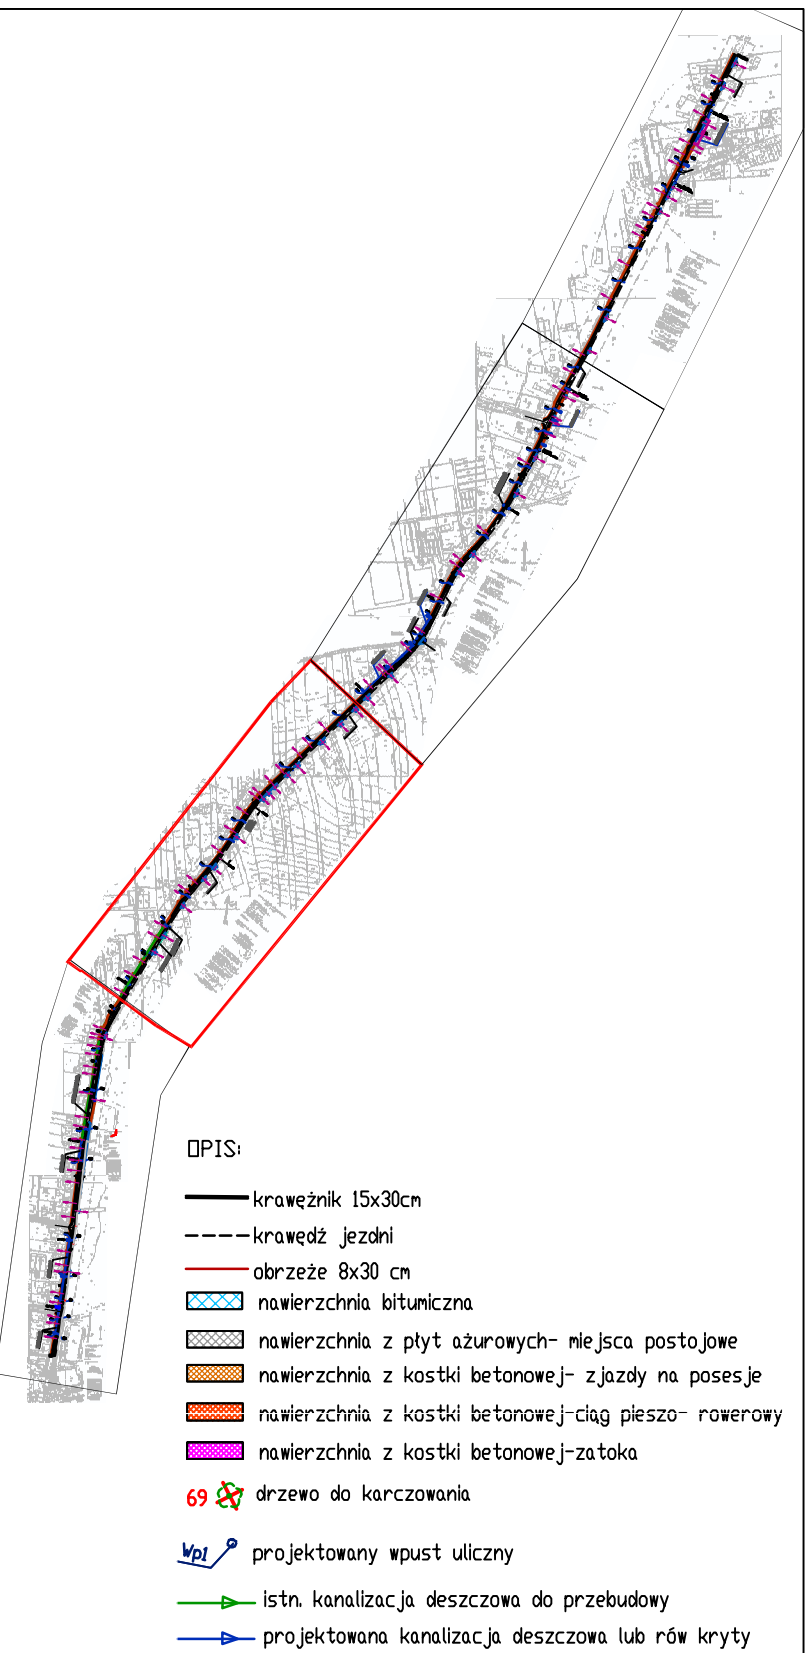 OPIS:
krawężnik 15x30cm
krawędź jezdni
obrzeże 8x30 cm
nawierzchnia bitumiczna
nawierzchnia z płyt ażurowych- miejsca postojowe
nawierzchnia z kostki betonowej- zjazdy na posesje
nawierzchnia z kostki betonowej-ciąg pieszo- rowerowy
nawierzchnia z kostki betonowej-zatoka
69 drzewo do karczowania
Wp1 projektowany wpust uliczny
istn. kanalizacja deszczowa do przebudowy
projektowana kanalizacja deszczowa lub rów kryty